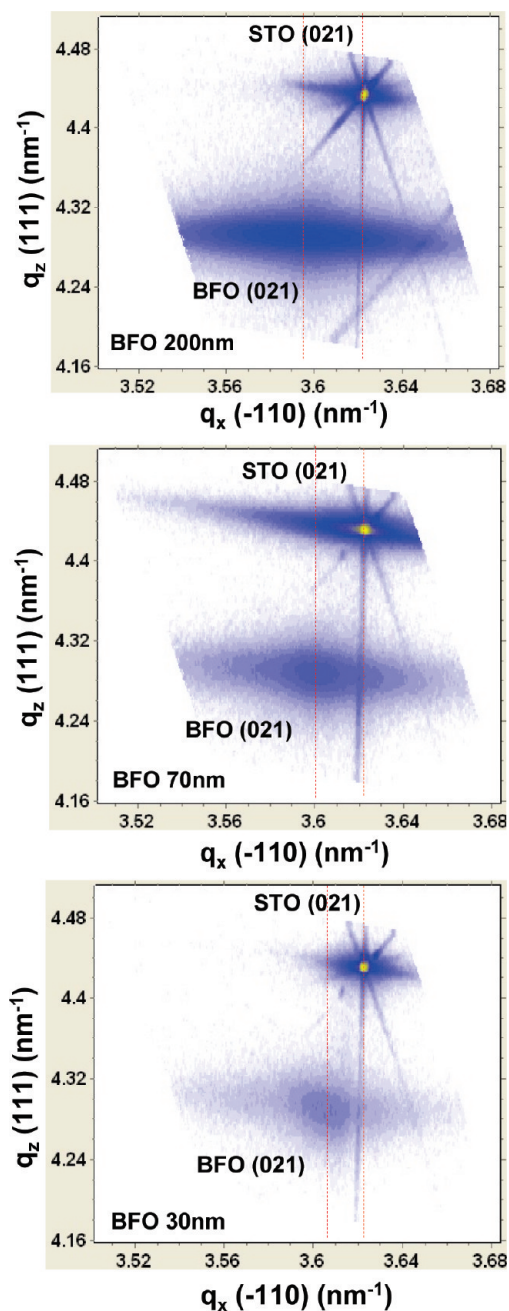 STO (021)
4.48
4.4
4.32
4.24
4.16
q_z (111) (nm⁻¹)
BFO (021)
BFO 200nm
3.52 3.56 3.6 3.64 3.68
q_x (-110) (nm⁻¹)
STO (021)
4.48
4.4
4.32
4.24
4.16
q_z (111) (nm⁻¹)
BFO (021)
BFO 70nm
3.52 3.56 3.6 3.64 3.68
q_x (-110) (nm⁻¹)
STO (021)
4.48
4.4
4.32
4.24
4.16
q_z (111) (nm⁻¹)
BFO (021)
BFO 30nm
3.52 3.56 3.6 3.64 3.68
q_x (-110) (nm⁻¹)